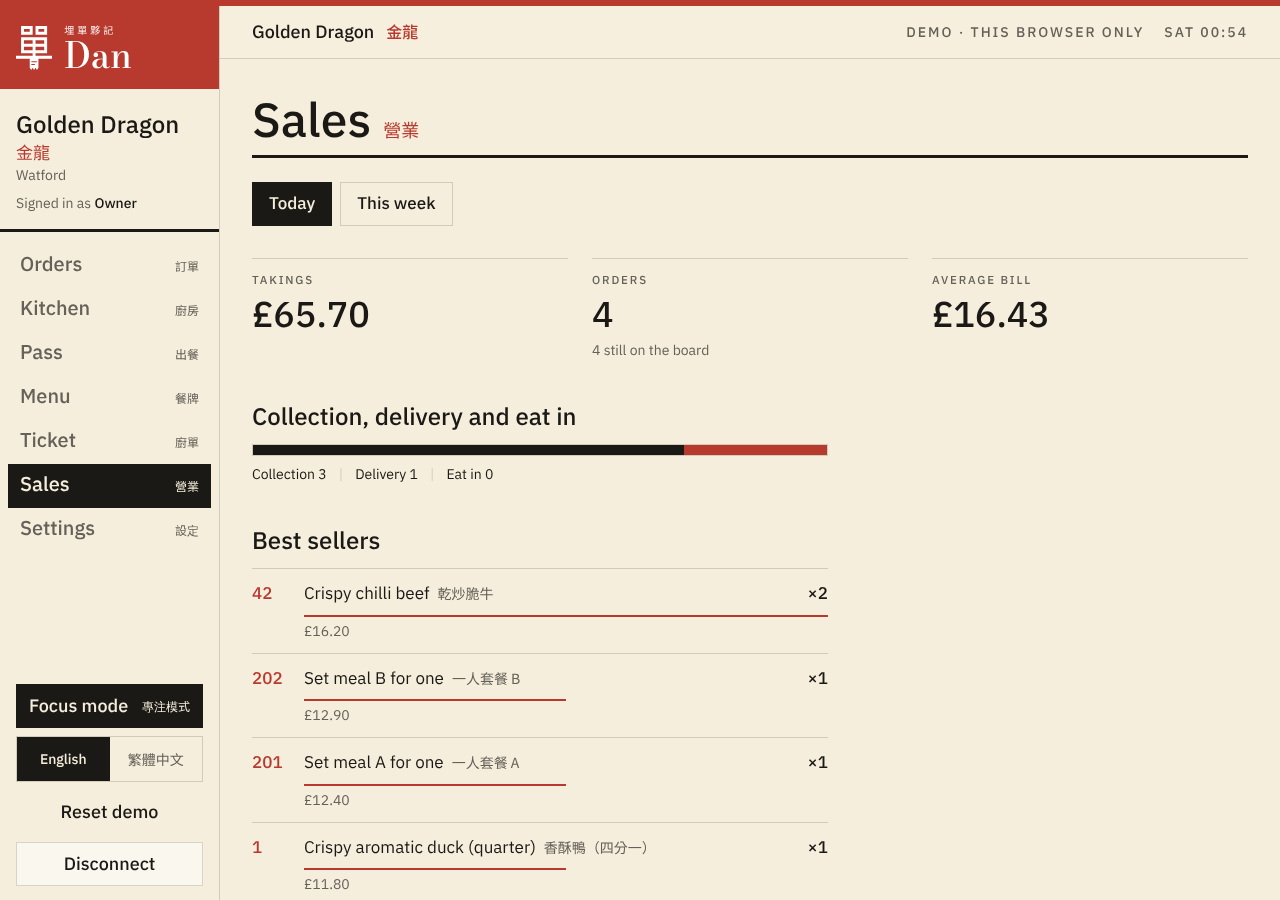 單
埋單夥記
Dan
Golden Dragon
金龍
Watford
Signed in as Owner
Orders 訂單
Kitchen 廚房
Pass 出餐
Menu 餐牌
Ticket 廚單
Sales 營業
Settings 設定
Focus mode 專注模式
English 繁體中文
Reset demo
Disconnect
Golden Dragon 金龍
DEMO · THIS BROWSER ONLY SAT 00:54
Sales 營業
Today This week
TAKINGS ORDERS AVERAGE BILL
£65.70 4 £16.43
4 still on the board
Collection, delivery and eat in
Collection 3 | Delivery 1 | Eat in 0
Best sellers
42 Crispy chilli beef 乾炒脆牛 ×2
£16.20
202 Set meal B for one 一人套餐 B ×1
£12.90
201 Set meal A for one 一人套餐 A ×1
£12.40
1 Crispy aromatic duck (quarter) 香酥鴨（四分一） ×1
£11.80